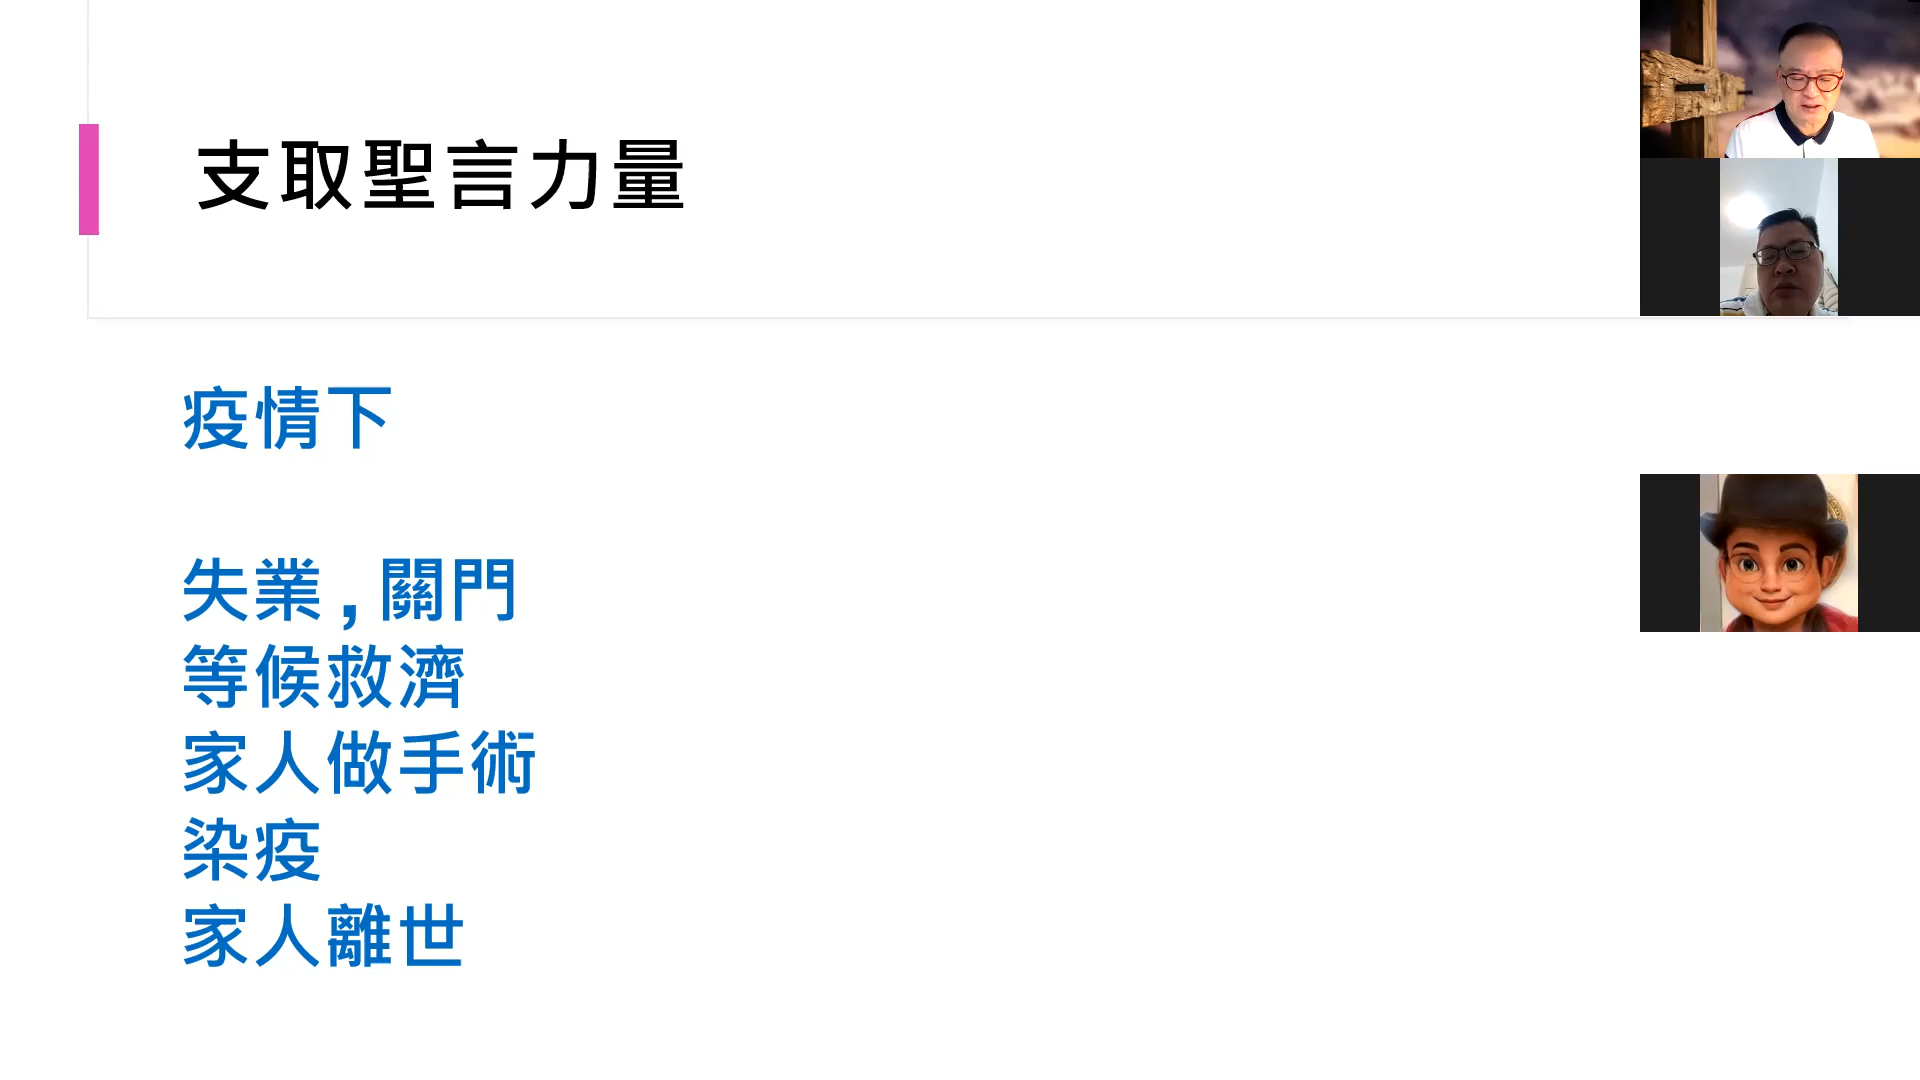 支取聖言力量
疫情下
失業,關門
等候救濟
家人做手術
染疫
家人離世